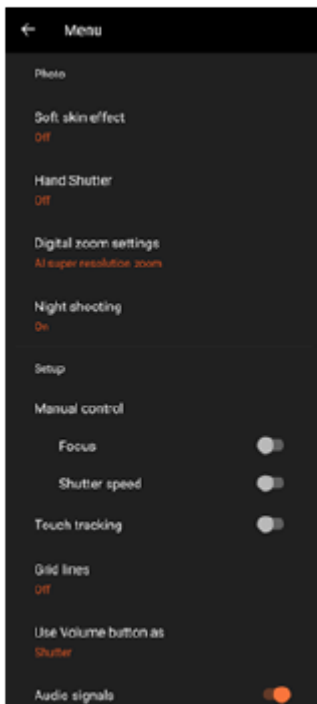 Menu
Photo
Soft skin effect
Off
Hand Shutter
Off
Digital zoom settings
AI super resolution zoom
Night shooting
On
Setup
Manual control
Focus
Shutter speed
Touch tracking
Grid lines
Off
Use Volume button as
Shutter
Audio signals